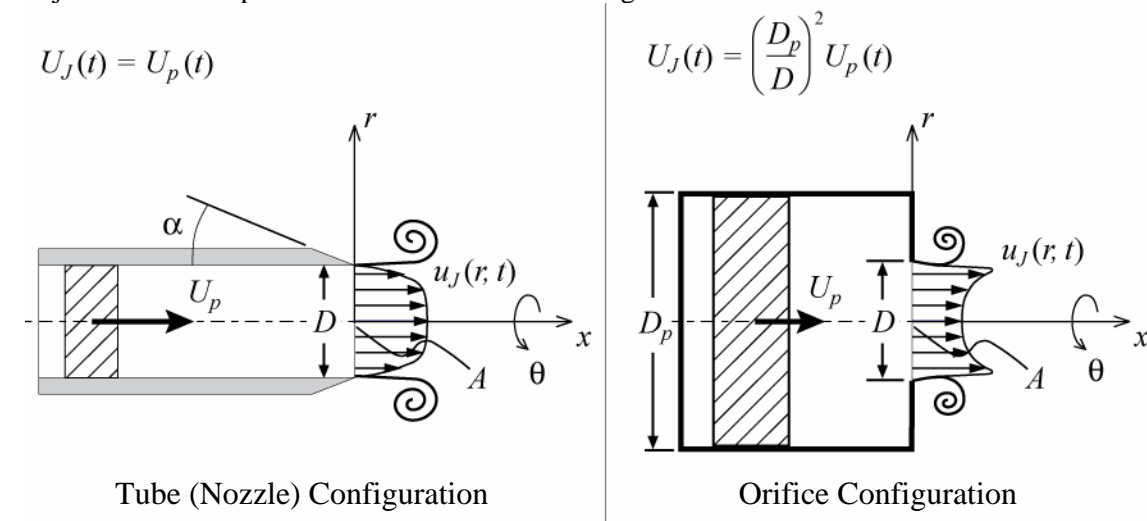 U_J(t) = U_p(t)
r
α
U_p
D
u_J(r, t)
x
θ
A
Tube (Nozzle) Configuration
U_J(t) = (D_p/D)^2 U_p(t)
r
D_p
U_p
D
u_J(r, t)
x
θ
A
Orifice Configuration